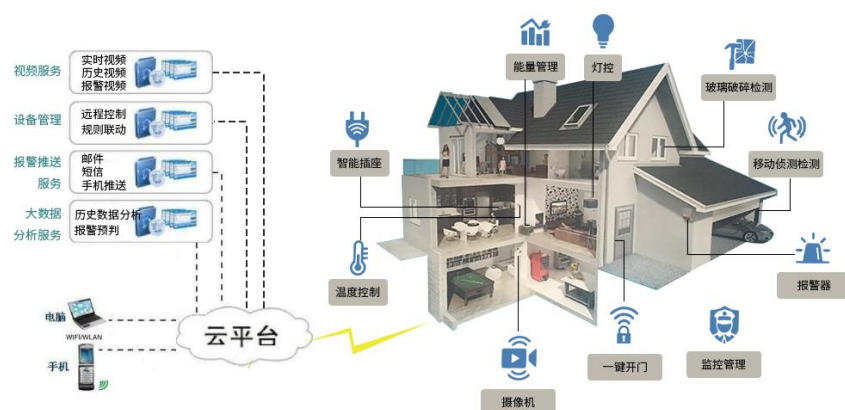 视频服务
实时视频
历史视频
报警视频
设备管理
远程控制
规则联动
报警推送
服务
邮件
短信
手机推送
大数据
分析服务
历史数据分析
报警预判
电脑
WIFI/WLAN
手机
云平台
能量管理
灯控
玻璃破碎检测
智能插座
移动侦测检测
温度控制
报警器
一键开门
监控管理
摄像机